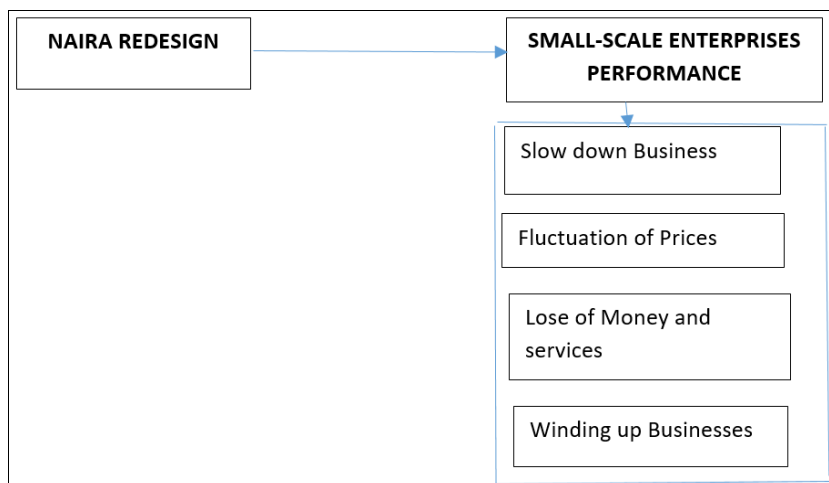 NAIRA REDESIGN
SMALL-SCALE ENTERPRISES
PERFORMANCE
Slow down Business
Fluctuation of Prices
Lose of Money and
services
Winding up Businesses